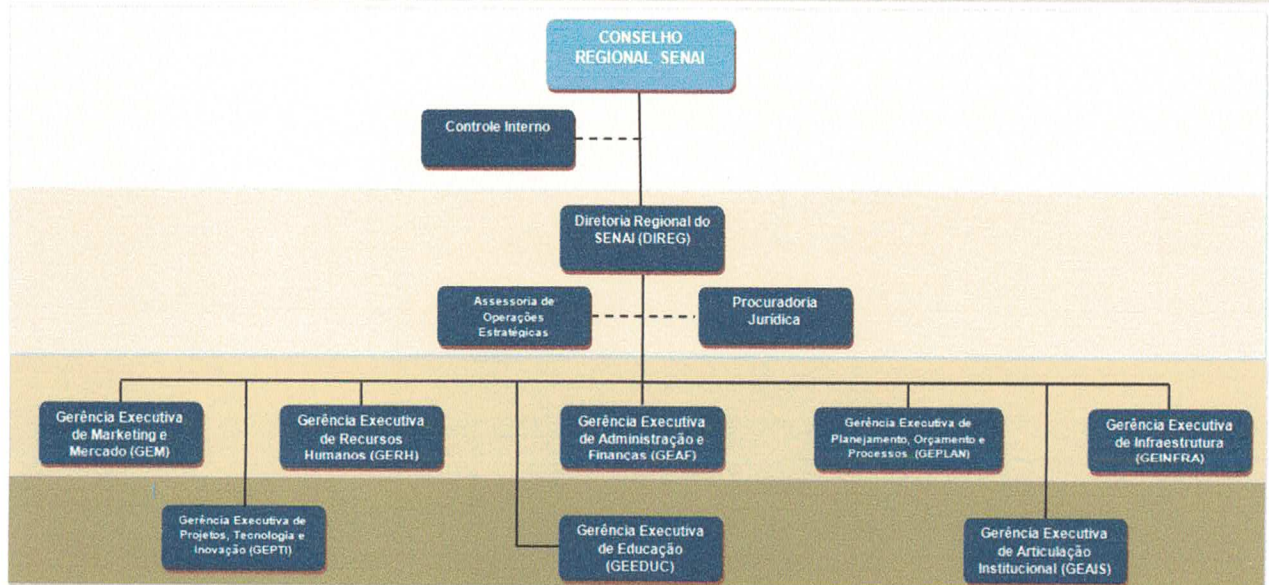 CONSELHO
REGIONAL SENAI
Controle Interno
Diretoria Regional do
SENAI (DIREG)
Assessoria de
Operações
Estratégicas
Procuradoria
Jurídica
Gerência Executiva
de Marketing e
Mercado (GEM)
Gerência Executiva
de Recursos
Humanos (GERH)
Gerência Executiva
de Administração e
Finanças (GEAF)
Gerência Executiva de
Planejamento, Orçamento e
Processos (GEPLAN)
Gerência Executiva
de Infraestrutura
(GEINFRA)
Gerência Executiva de
Projetos, Tecnologia e
Inovação (GEPTI)
Gerência Executiva
de Educação
(GEEDUC)
Gerência Executiva
de Articulação
Institucional (GEAIS)